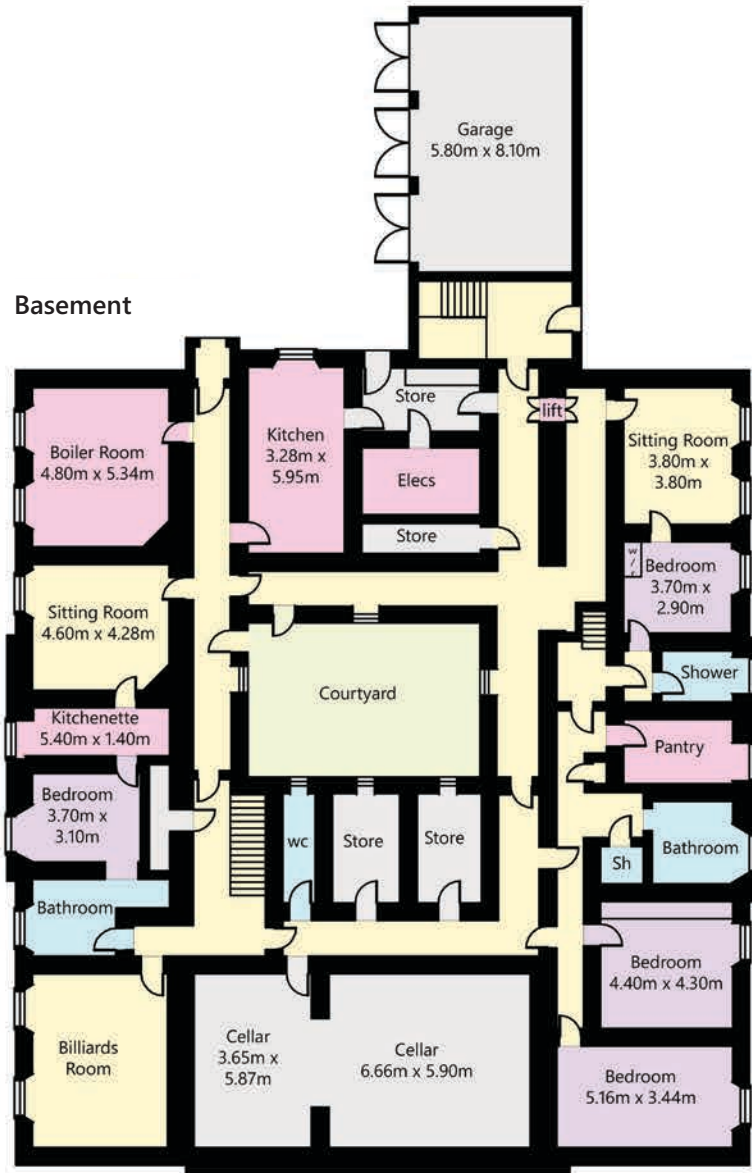 Garage
5.80m x 8.10m
Basement
Boiler Room
4.80m x 5.34m
Kitchen
3.28m x
5.95m
Store
Elecs
Store
lift
Sitting Room
3.80m x
3.80m
w/c
Bedroom
3.70m x
2.90m
Sitting Room
4.60m x 4.28m
Courtyard
Shower
Kitchenette
5.40m x 1.40m
Pantry
Bedroom
3.70m x
3.10m
wc
Store
Store
Sh
Bathroom
Bathroom
Bedroom
4.40m x 4.30m
Billiards
Room
Cellar
3.65m x
5.87m
Cellar
6.66m x 5.90m
Bedroom
5.16m x 3.44m